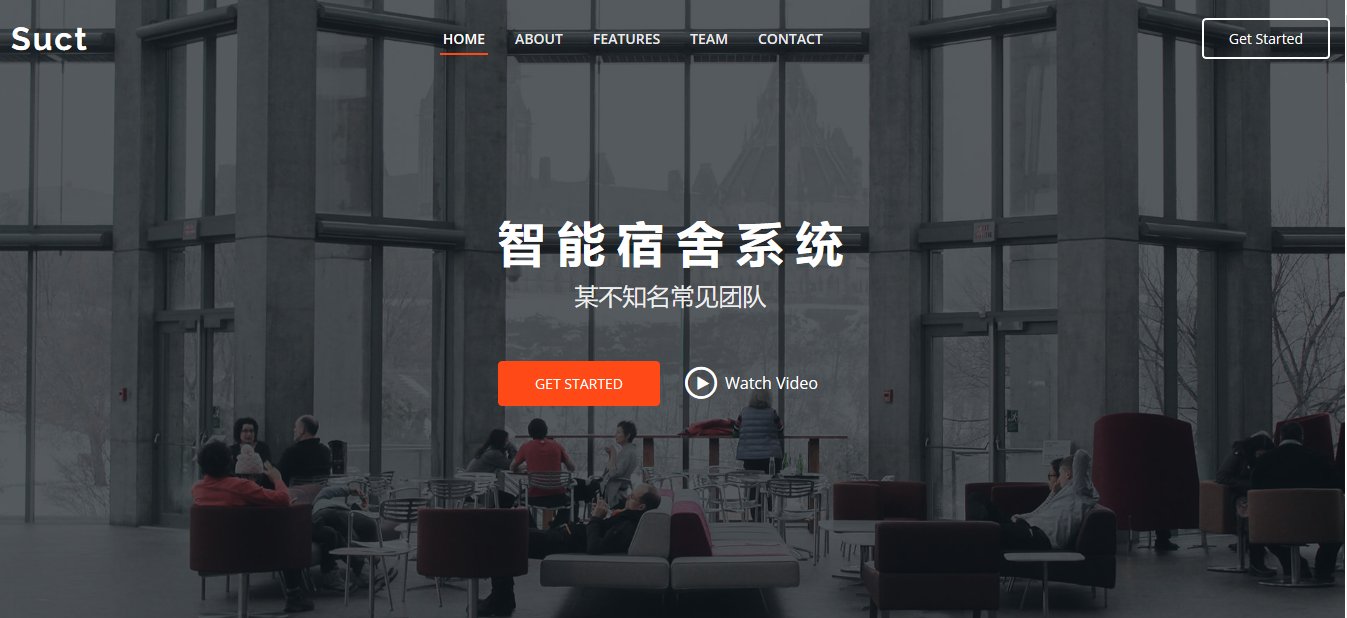 Suct
HOME ABOUT FEATURES TEAM CONTACT
Get Started
智能宿舍系统
某不知名常见团队
GET STARTED
Watch Video